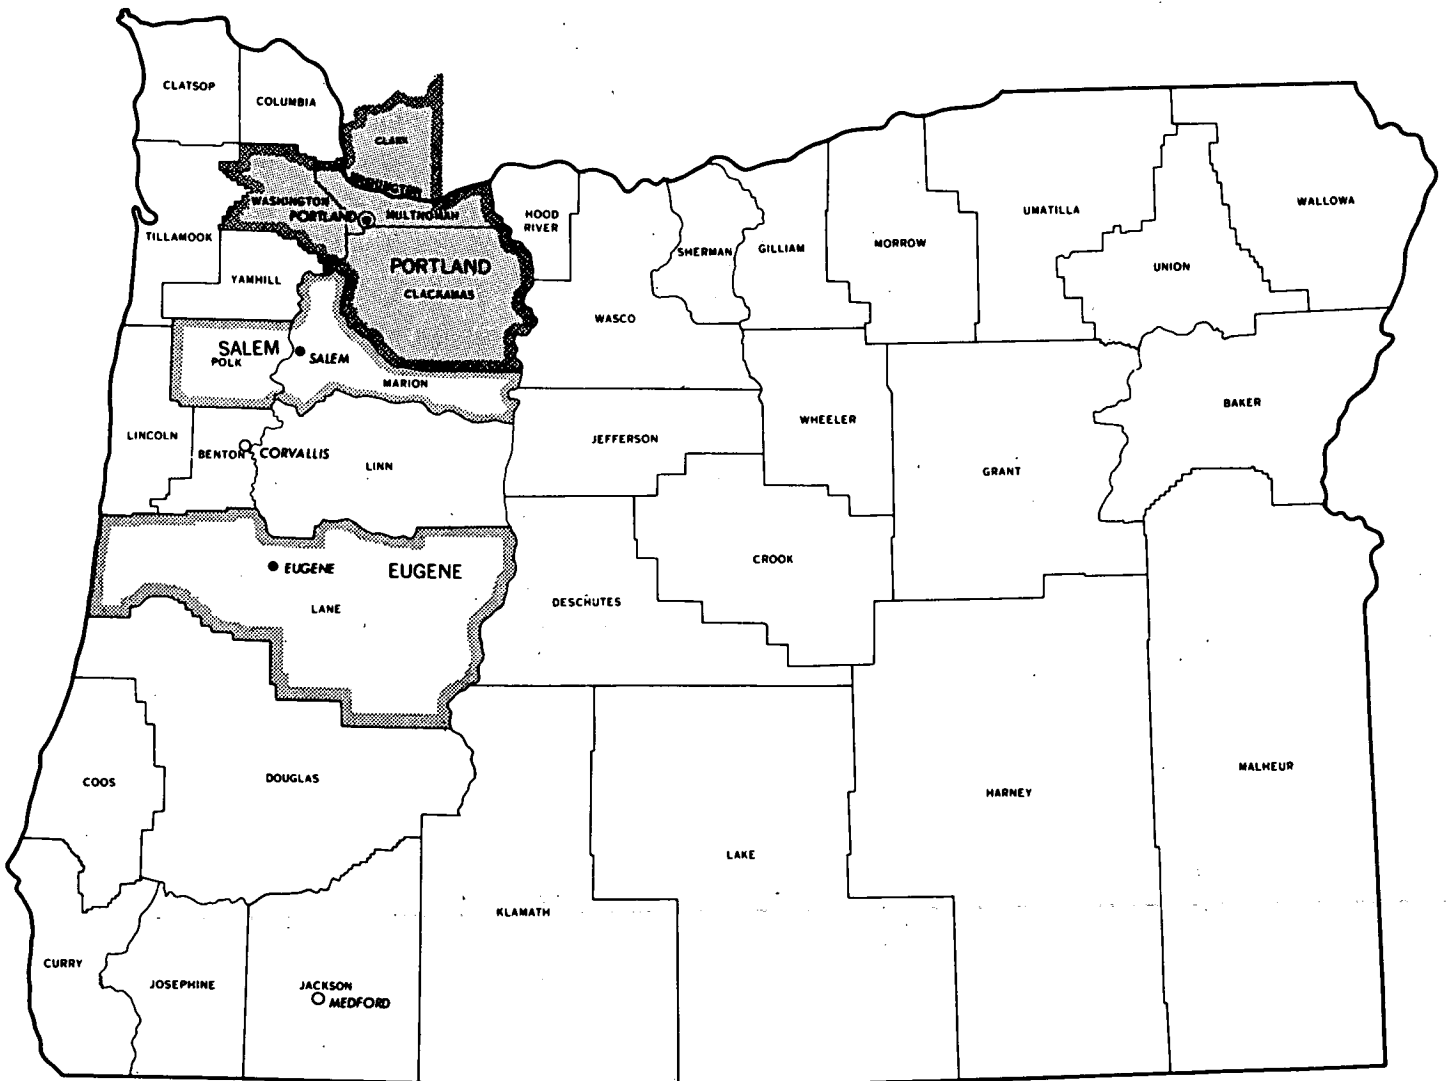 CLATSOP
COLUMBIA
CLARK
WASHINGTON
WASHINGTON
PORTLAND
MULTNOMAH
HOOD
RIVER
TILLAMOOK
YAMHILL
PORTLAND
CLACKAMAS
WASCO
SHERMAN
GILLIAM
MORROW
UMATILLA
UNION
WALLOWA
SALEM
POLK
SALEM
MARION
LINCOLN
BENTON
CORVALLIS
LINN
JEFFERSON
WHEELER
GRANT
BAKER
EUGENE
EUGENE
LANE
DESCHUTES
CROOK
COOS
DOUGLAS
KLAMATH
LAKE
HARNEY
MALHEUR
CURRY
JOSEPHINE
JACKSON
MEDFORD